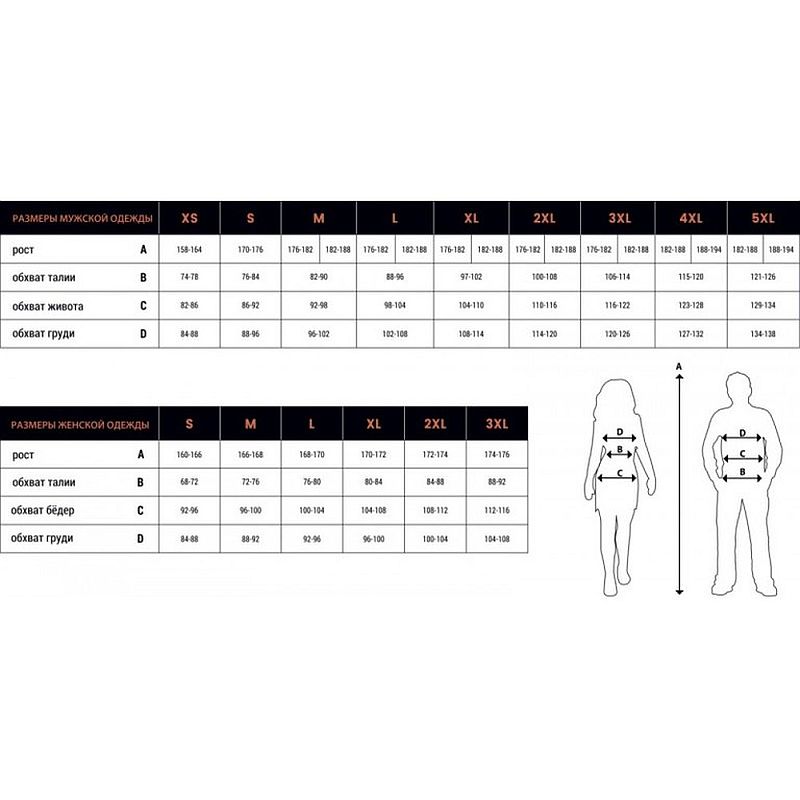 РАЗМЕРЫ МУЖСКОЙ ОДЕЖДЫ XS S M L XL 2XL 3XL 4XL 5XL
рост A 158-164 170-176 176-182 182-188 176-182 182-188 176-182 182-188 176-182 182-188 176-182 182-188 182-188 188-194 182-188 188-194
обхват талии B 74-78 76-84 82-90 88-96 97-102 100-108 106-114 115-120 121-126
обхват живота C 82-86 86-92 92-98 98-104 104-110 110-116 116-122 123-128 129-134
обхват груди D 84-88 88-96 96-102 102-108 108-114 114-120 120-126 127-132 134-138
РАЗМЕРЫ ЖЕНСКОЙ ОДЕЖДЫ S M L XL 2XL 3XL
рост A 160-166 166-168 168-170 170-172 172-174 174-176
обхват талии B 68-72 72-76 76-80 80-84 84-88 88-92
обхват бёдер C 92-96 96-100 100-104 104-108 108-112 112-116
обхват груди D 84-88 88-92 92-96 96-100 100-104 104-108
A
D
B
C
D
C
B